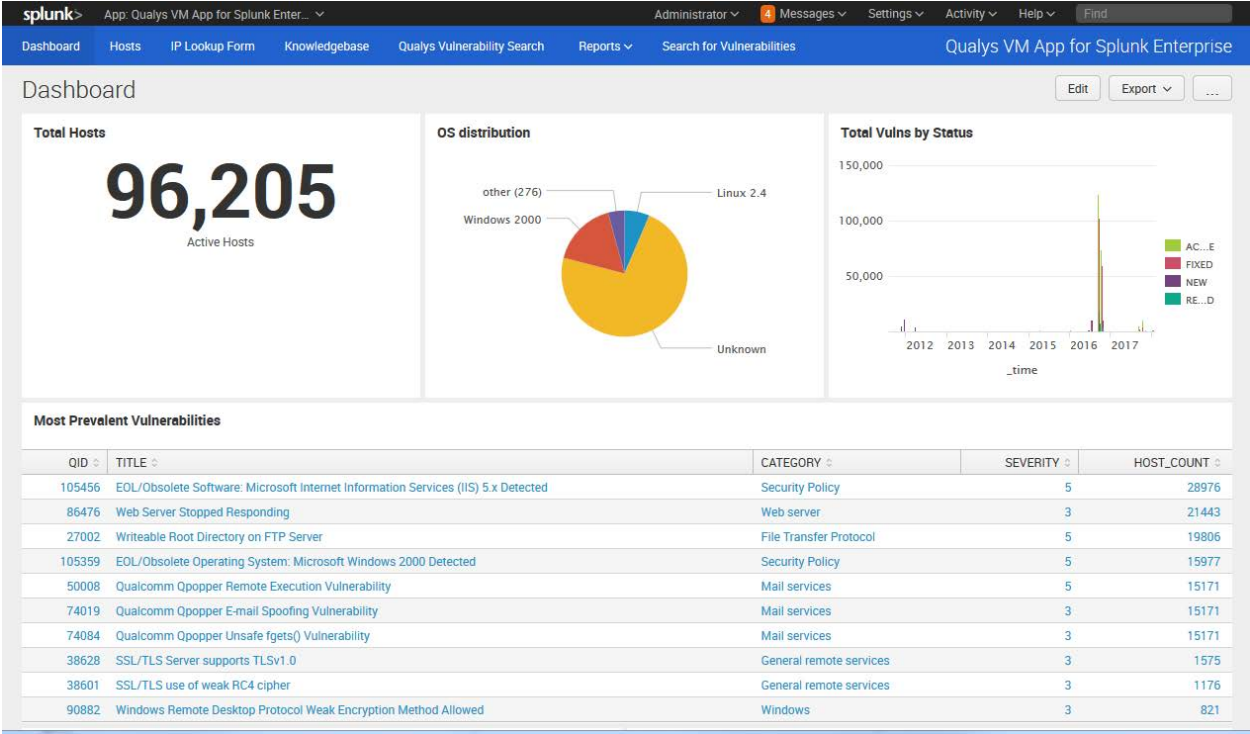 splunk> App: Qualys VM App for Splunk Enter... Administrator 4 Messages Settings Activity Help Find
Dashboard Hosts IP Lookup Form Knowledgebase Qualys Vulnerability Search Reports Search for Vulnerabilities Qualys VM App for Splunk Enterprise
Dashboard Edit Export ...
Total Hosts
96,205
Active Hosts
OS distribution
other (276)
Linux 2.4
Windows 2000
Unknown
Total Vulns by Status
150,000
100,000
50,000
AC...E
FIXED
NEW
RE...D
2012 2013 2014 2015 2016 2017
_time
Most Prevalent Vulnerabilities
QID TITLE CATEGORY SEVERITY HOST_COUNT
105456 EOL/Obsolete Software: Microsoft Internet Information Services (IIS) 5.x Detected Security Policy 5 28976
86476 Web Server Stopped Responding Web server 3 21443
27002 Writeable Root Directory on FTP Server File Transfer Protocol 5 19806
105359 EOL/Obsolete Operating System: Microsoft Windows 2000 Detected Security Policy 5 15977
50008 Qualcomm Qpopper Remote Execution Vulnerability Mail services 5 15171
74019 Qualcomm Qpopper E-mail Spoofing Vulnerability Mail services 3 15171
74084 Qualcomm Qpopper Unsafe fgets() Vulnerability Mail services 3 15171
38628 SSL/TLS Server supports TLSv1.0 General remote services 3 1575
38601 SSL/TLS use of weak RC4 cipher General remote services 3 1176
90882 Windows Remote Desktop Protocol Weak Encryption Method Allowed Windows 3 821